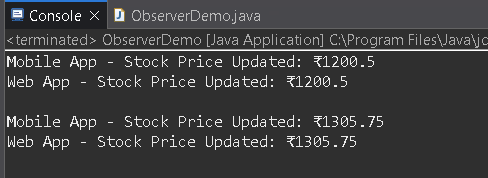 Console
ObserverDemo.java
<terminated> ObserverDemo [Java Application] C:\Program Files\Java\
Mobile App - Stock Price Updated: ₹1200.5
Web App - Stock Price Updated: ₹1200.5
Mobile App - Stock Price Updated: ₹1305.75
Web App - Stock Price Updated: ₹1305.75